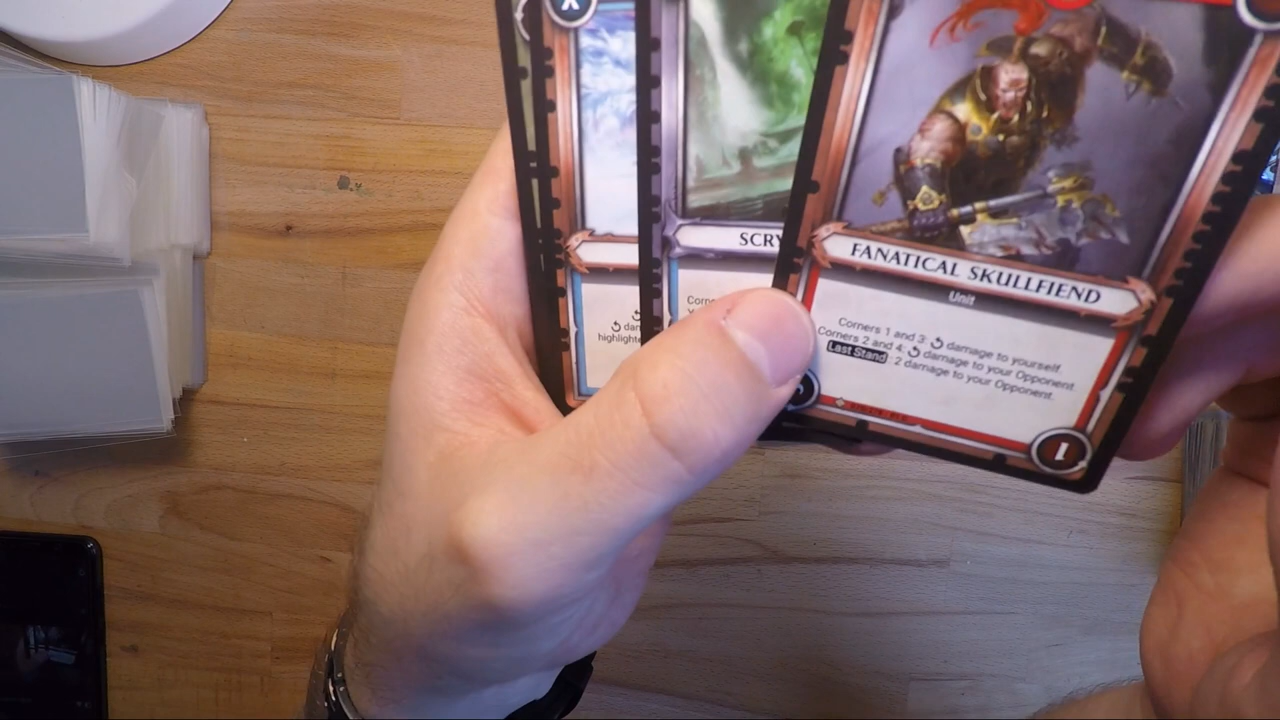 X
SCRY
FANATICAL SKULLFIEND
Unit
Corners 1 and 3: damage to yourself.
Corners 2 and 4: damage to your Opponent.
Last Stand: 2 damage to your Opponent.
1
Corne
dam
highlighte